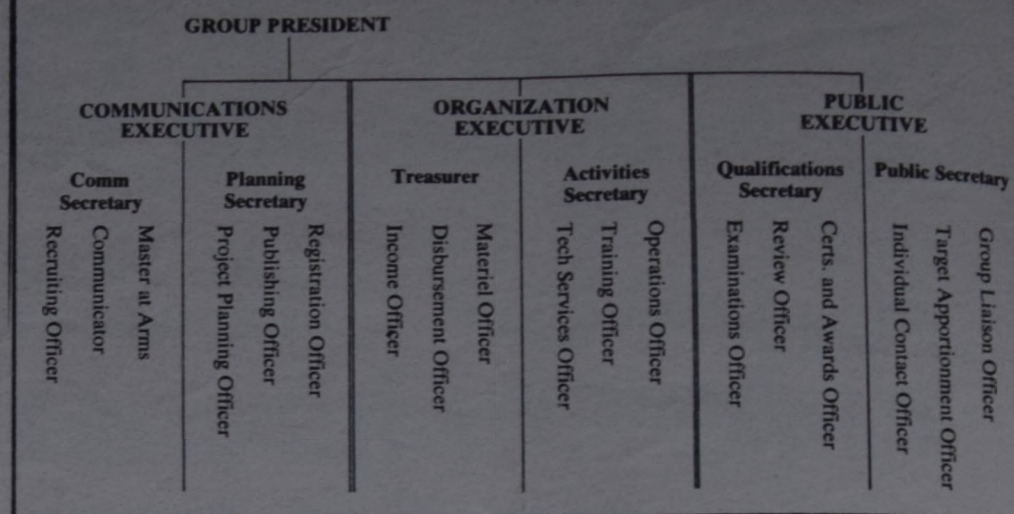 GROUP PRESIDENT
COMMUNICATIONS
EXECUTIVE
Comm
Secretary
Recruiting Officer
Communicator
Master at Arms
Planning
Secretary
Project Planning Officer
Publishing Officer
Registration Officer
ORGANIZATION
EXECUTIVE
Treasurer
Income Officer
Disbursement Officer
Materiel Officer
Activities
Secretary
Tech Services Officer
Training Officer
Operations Officer
PUBLIC
EXECUTIVE
Qualifications
Secretary
Examinations Officer
Review Officer
Certs. and Awards Officer
Public Secretary
Individual Contact Officer
Target Apportionment Officer
Group Liaison Officer